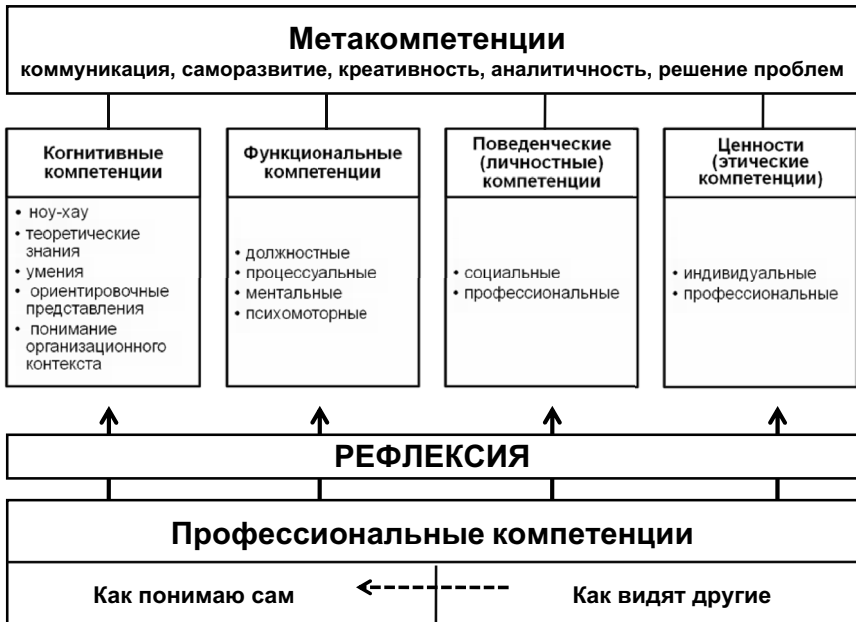 Метакомпетенции
коммуникация, саморазвитие, креативность, аналитичность, решение проблем
Когнитивные
компетенции
• ноу-хау
• теоретические
знания
• умения
• ориентировочные
представления
• понимание
организационного
контекста
Функциональные
компетенции
• должностные
• процессуальные
• ментальные
• психомоторные
Поведенческие
(личностные)
компетенции
• социальные
• профессиональные
Ценности
(этические
компетенции)
• индивидуальные
• профессиональные
РЕФЛЕКСИЯ
Профессиональные компетенции
Как понимаю сам
Как видят другие